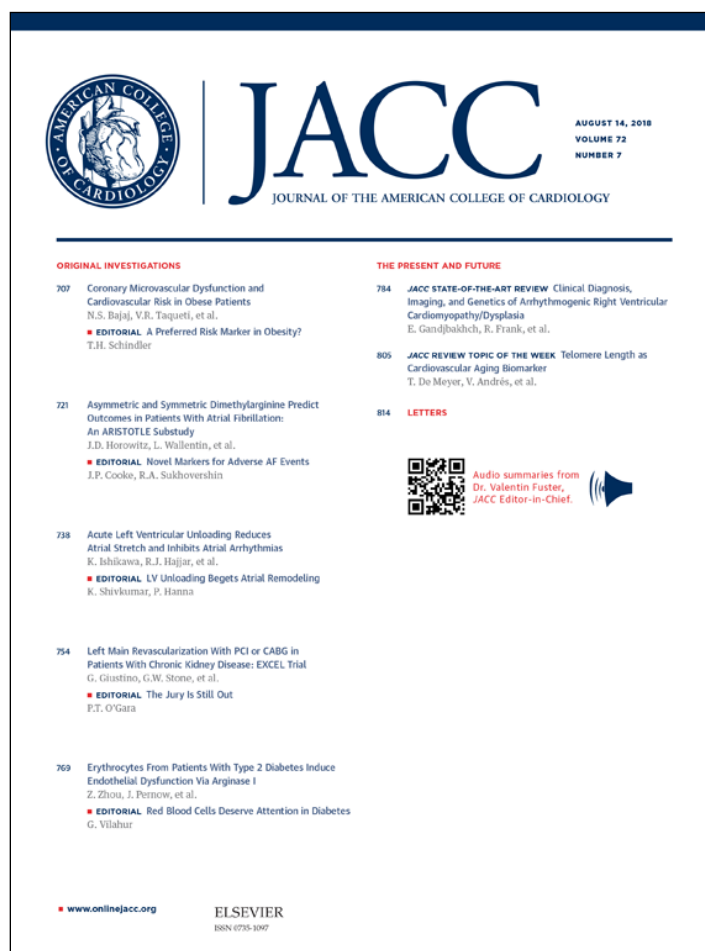 AMERICAN COLLEGE
OF CARDIOLOGY
JACC
JOURNAL OF THE AMERICAN COLLEGE OF CARDIOLOGY
AUGUST 14, 2018
VOLUME 72
NUMBER 7
ORIGINAL INVESTIGATIONS
707 Coronary Microvascular Dysfunction and
Cardiovascular Risk in Obese Patients
N.S. Bajaj, V.R. Taqueti, et al.
■ EDITORIAL A Preferred Risk Marker in Obesity?
T.H. Schindler
721 Asymmetric and Symmetric Dimethylarginine Predict
Outcomes in Patients With Atrial Fibrillation:
An ARISTOTLE Substudy
J.D. Horowitz, L. Wallentin, et al.
■ EDITORIAL Novel Markers for Adverse AF Events
J.P. Cooke, R.A. Sukhovershin
738 Acute Left Ventricular Unloading Reduces
Atrial Stretch and Inhibits Atrial Arrhythmias
K. Ishikawa, R.J. Hajjar, et al.
■ EDITORIAL LV Unloading Begets Atrial Remodeling
K. Shivkumar, P. Hanna
754 Left Main Revascularization With PCI or CABG in
Patients With Chronic Kidney Disease: EXCEL Trial
G. Giustino, G.W. Stone, et al.
■ EDITORIAL The Jury Is Still Out
P.T. O'Gara
769 Erythrocytes From Patients With Type 2 Diabetes Induce
Endothelial Dysfunction Via Arginase I
Z. Zhou, J. Pernow, et al.
■ EDITORIAL Red Blood Cells Deserve Attention in Diabetes
G. Vilahur
THE PRESENT AND FUTURE
784 JACC STATE-OF-THE-ART REVIEW Clinical Diagnosis,
Imaging, and Genetics of Arrhythmogenic Right Ventricular
Cardiomyopathy/Dysplasia
E. Gandjbakhch, R. Frank, et al.
805 JACC REVIEW TOPIC OF THE WEEK Telomere Length as
Cardiovascular Aging Biomarker
T. De Meyer, V. Andrés, et al.
814 LETTERS
Audio summaries from
Dr. Valentin Fuster,
JACC Editor-in-Chief.
■ www.onlinejacc.org
ELSEVIER
ISSN 0735-1097